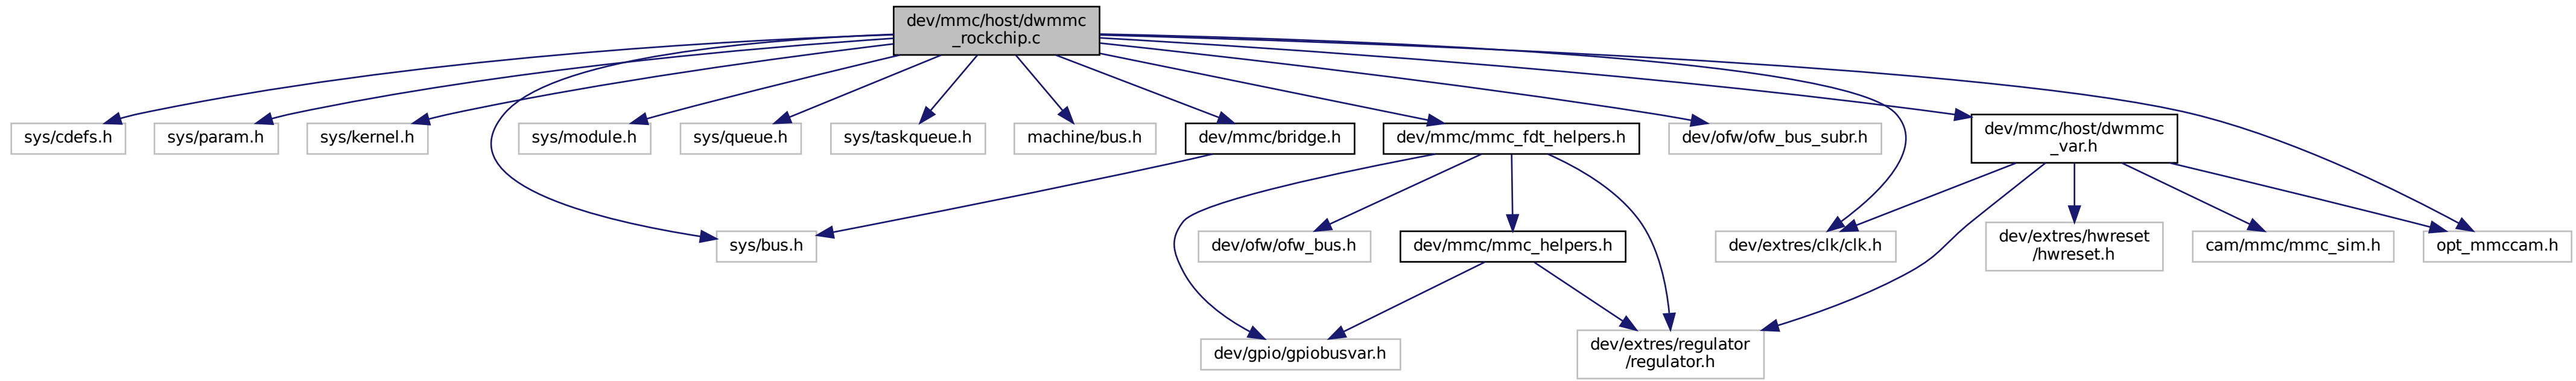 dev/mmc/host/dwmmc
_rockchip.c
sys/cdefs.h
sys/param.h
sys/kernel.h
sys/module.h
sys/queue.h
sys/taskqueue.h
machine/bus.h
dev/mmc/bridge.h
dev/mmc/mmc_fdt_helpers.h
dev/ofw/ofw_bus_subr.h
dev/mmc/host/dwmmc
_var.h
sys/bus.h
dev/ofw/ofw_bus.h
dev/mmc/mmc_helpers.h
dev/extres/clk/clk.h
dev/extres/hwreset
/hwreset.h
cam/mmc/mmc_sim.h
opt_mmccam.h
dev/gpio/gpiobusvar.h
dev/extres/regulator
/regulator.h